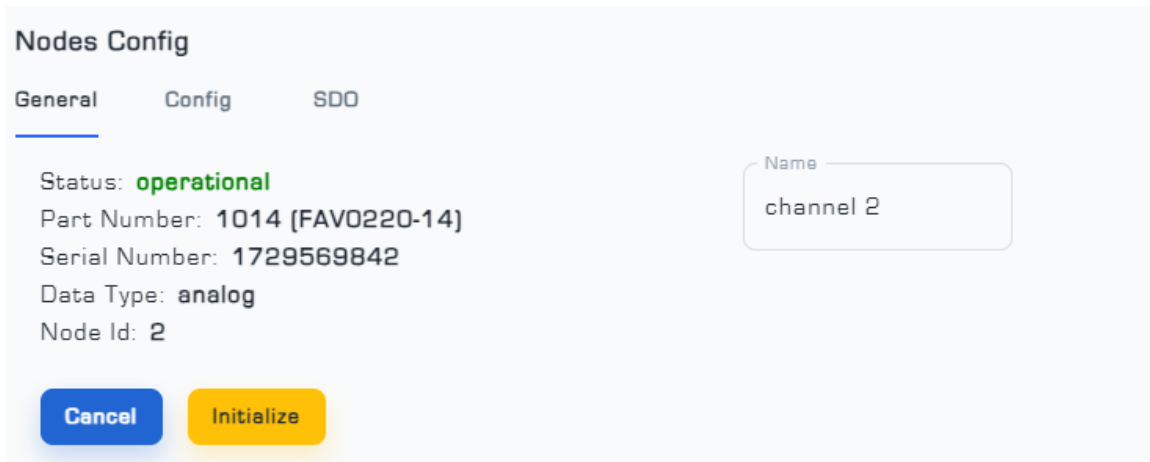 Nodes Config
General Config SDO
Status: operational
Part Number: 1014 (FAV0220-14)
Serial Number: 1729569842
Data Type: analog
Node Id: 2
Name
channel 2
Cancel Initialize